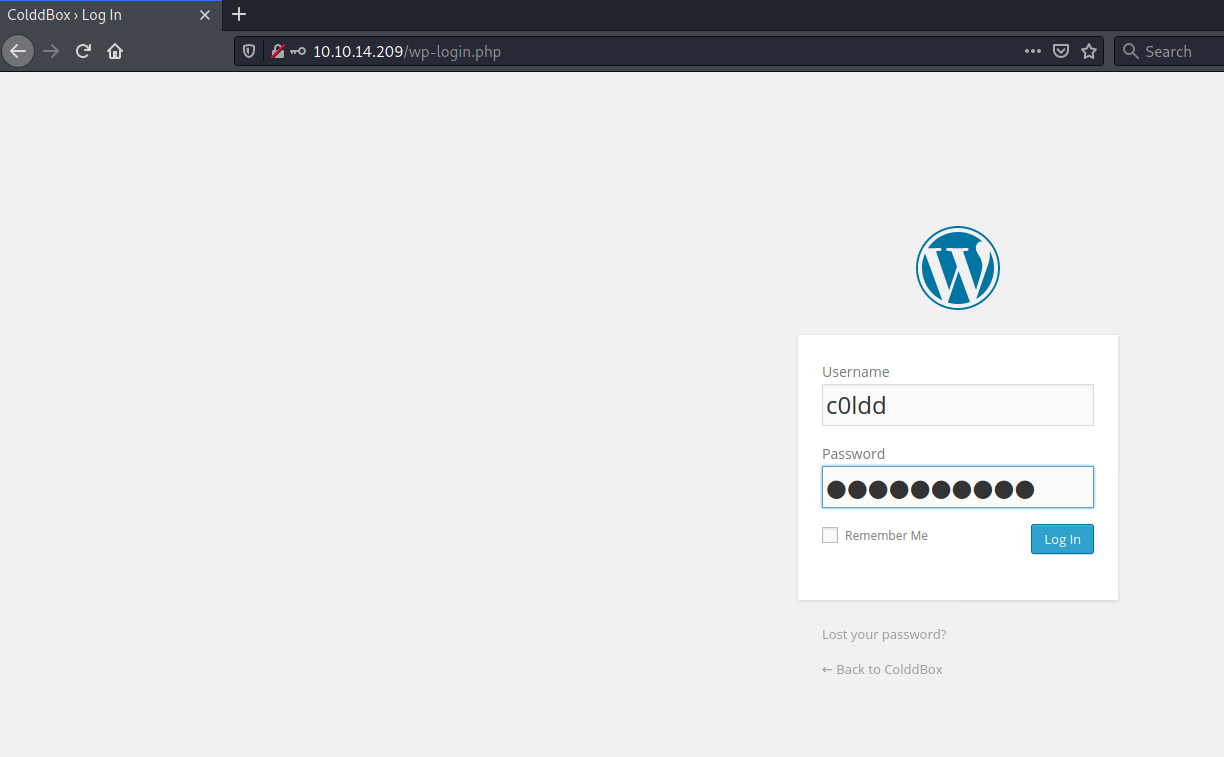 ColddBox › Log In
10.10.14.209/wp-login.php
Search
Username
c0ldd
Password
●●●●●●●●●●
Remember Me
Log In
Lost your password?
← Back to ColddBox